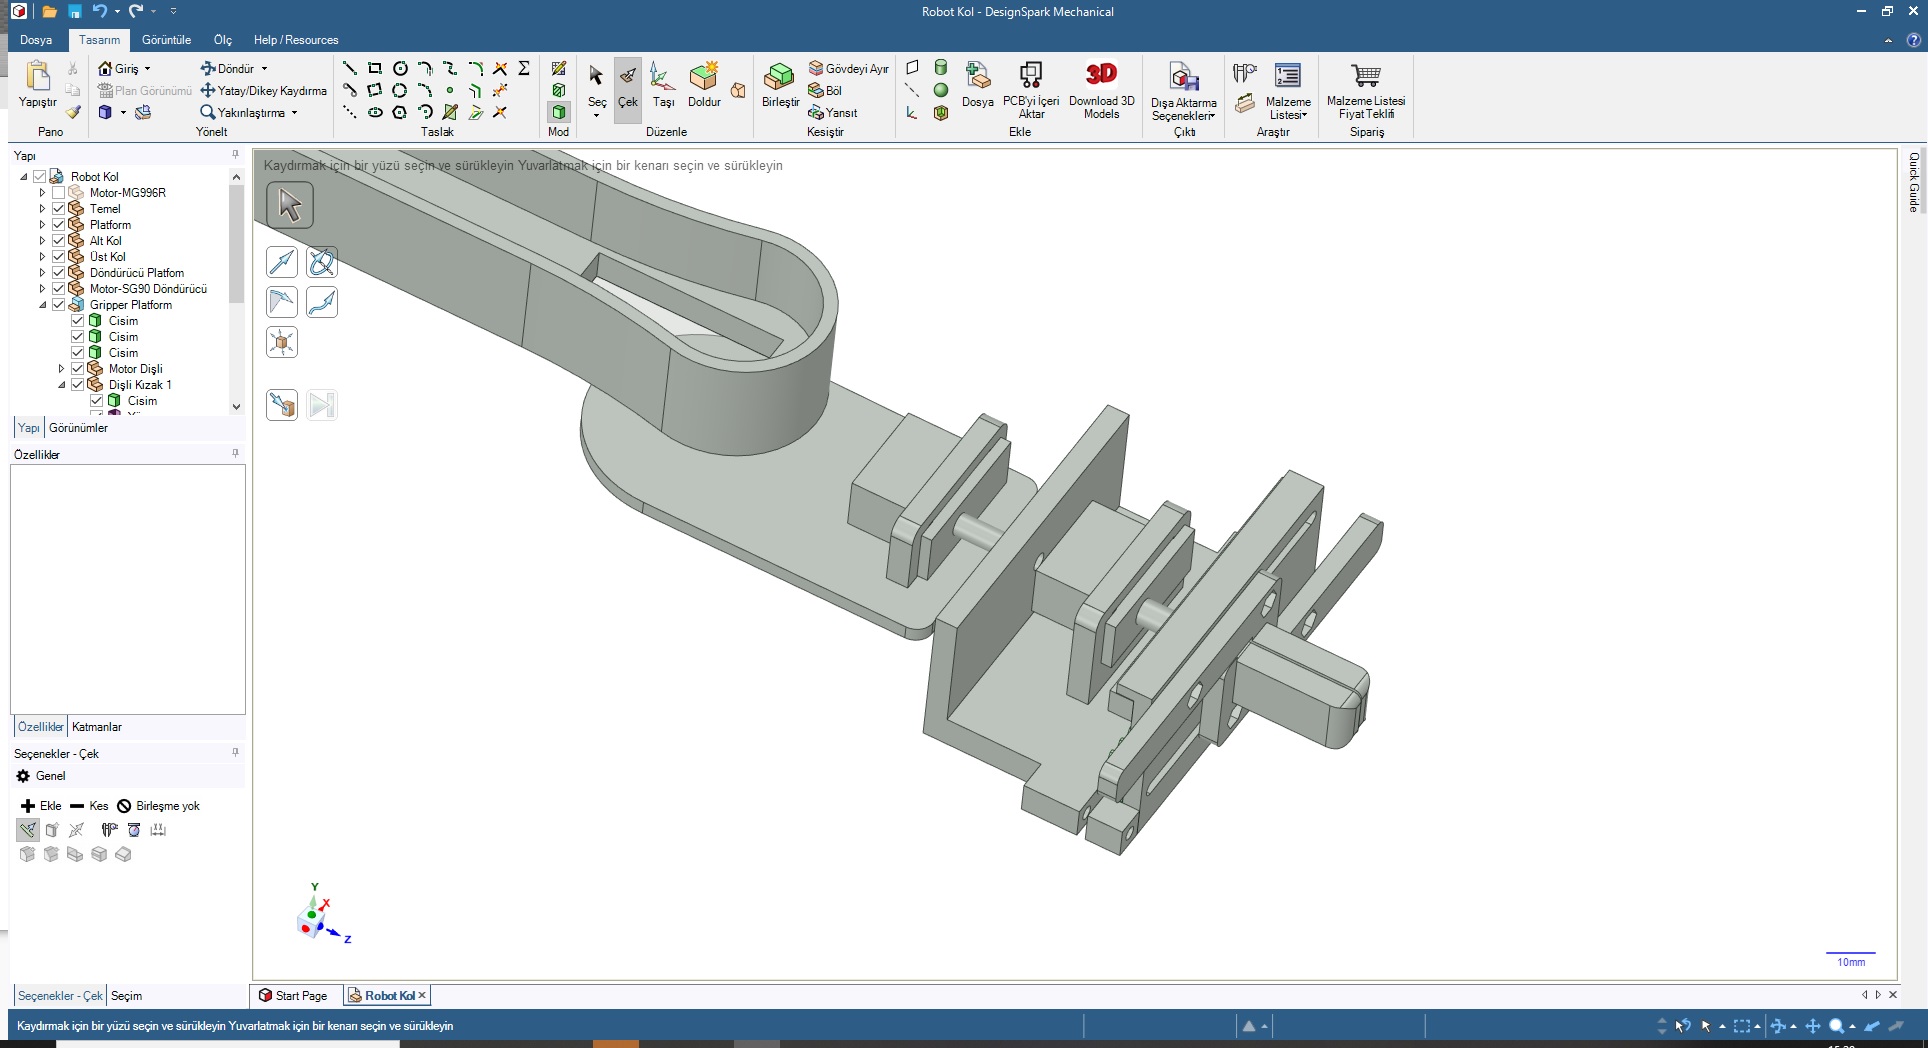 Robot Kol - DesignSpark Mechanical
Dosya Tasarım Görüntüle Ölç Help / Resources
Yapıştır
Pano
Giriş
Plan Görünümü
Döndür
Yatay/Dikey Kaydırma
Yakınlaştırma
Yönelt
Taslak
Mod
Seç
Çek
Taşı
Doldur
Düzenle
Birleştir
Gövdeyi Ayır
Böl
Yansıt
Kesiştir
Dosya
PCB'yi İçeri Aktar
3D
Download 3D Models
Ekle
Dışa Aktarma Seçenekleri
Çıktı
Malzeme Listesi
Araştır
Malzeme Listesi Fiyat Teklifi
Sipariş
Yapı
Robot Kol
Motor-MG996R
Temel
Platform
Alt Kol
Üst Kol
Döndürücü Platfom
Motor-SG90 Döndürücü
Gripper Platform
Cisim
Cisim
Cisim
Motor Dişli
Dişli Kızak 1
Cisim
Yapı Görünümler
Özellikler
Özellikler Katmanlar
Seçenekler - Çek
Genel
Ekle Kes Birleşme yok
Seçenekler - Çek Seçim
Kaydırmak için bir yüzü seçin ve sürükleyin Yuvarlatmak için bir kenarı seçin ve sürükleyin
Y
X
Z
10mm
Quick Guide
Start Page Robot Kol
Kaydırmak için bir yüzü seçin ve sürükleyin Yuvarlatmak için bir kenarı seçin ve sürükleyin